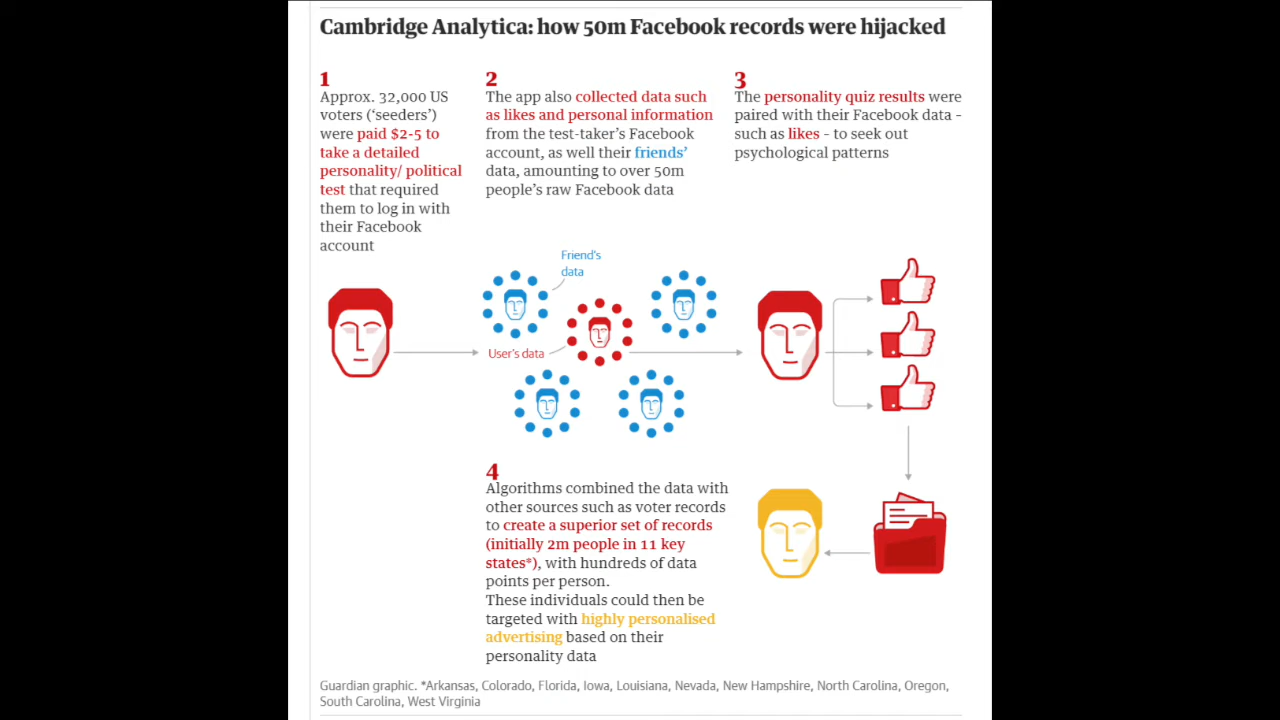 Cambridge Analytica: how 50m Facebook records were hijacked
1
Approx. 32,000 US
voters (‘seeders’)
were paid $2-5 to
take a detailed
personality/ political
test that required
them to log in with
their Facebook
account
2
The app also collected data such
as likes and personal information
from the test-taker’s Facebook
account, as well their friends’
data, amounting to over 50m
people’s raw Facebook data
3
The personality quiz results were
paired with their Facebook data –
such as likes – to seek out
psychological patterns
Friend’s
data
User’s data
4
Algorithms combined the data with
other sources such as voter records
to create a superior set of records
(initially 2m people in 11 key
states*), with hundreds of data
points per person.
These individuals could then be
targeted with highly personalised
advertising based on their
personality data
Guardian graphic. *Arkansas, Colorado, Florida, Iowa, Louisiana, Nevada, New Hampshire, North Carolina, Oregon,
South Carolina, West Virginia